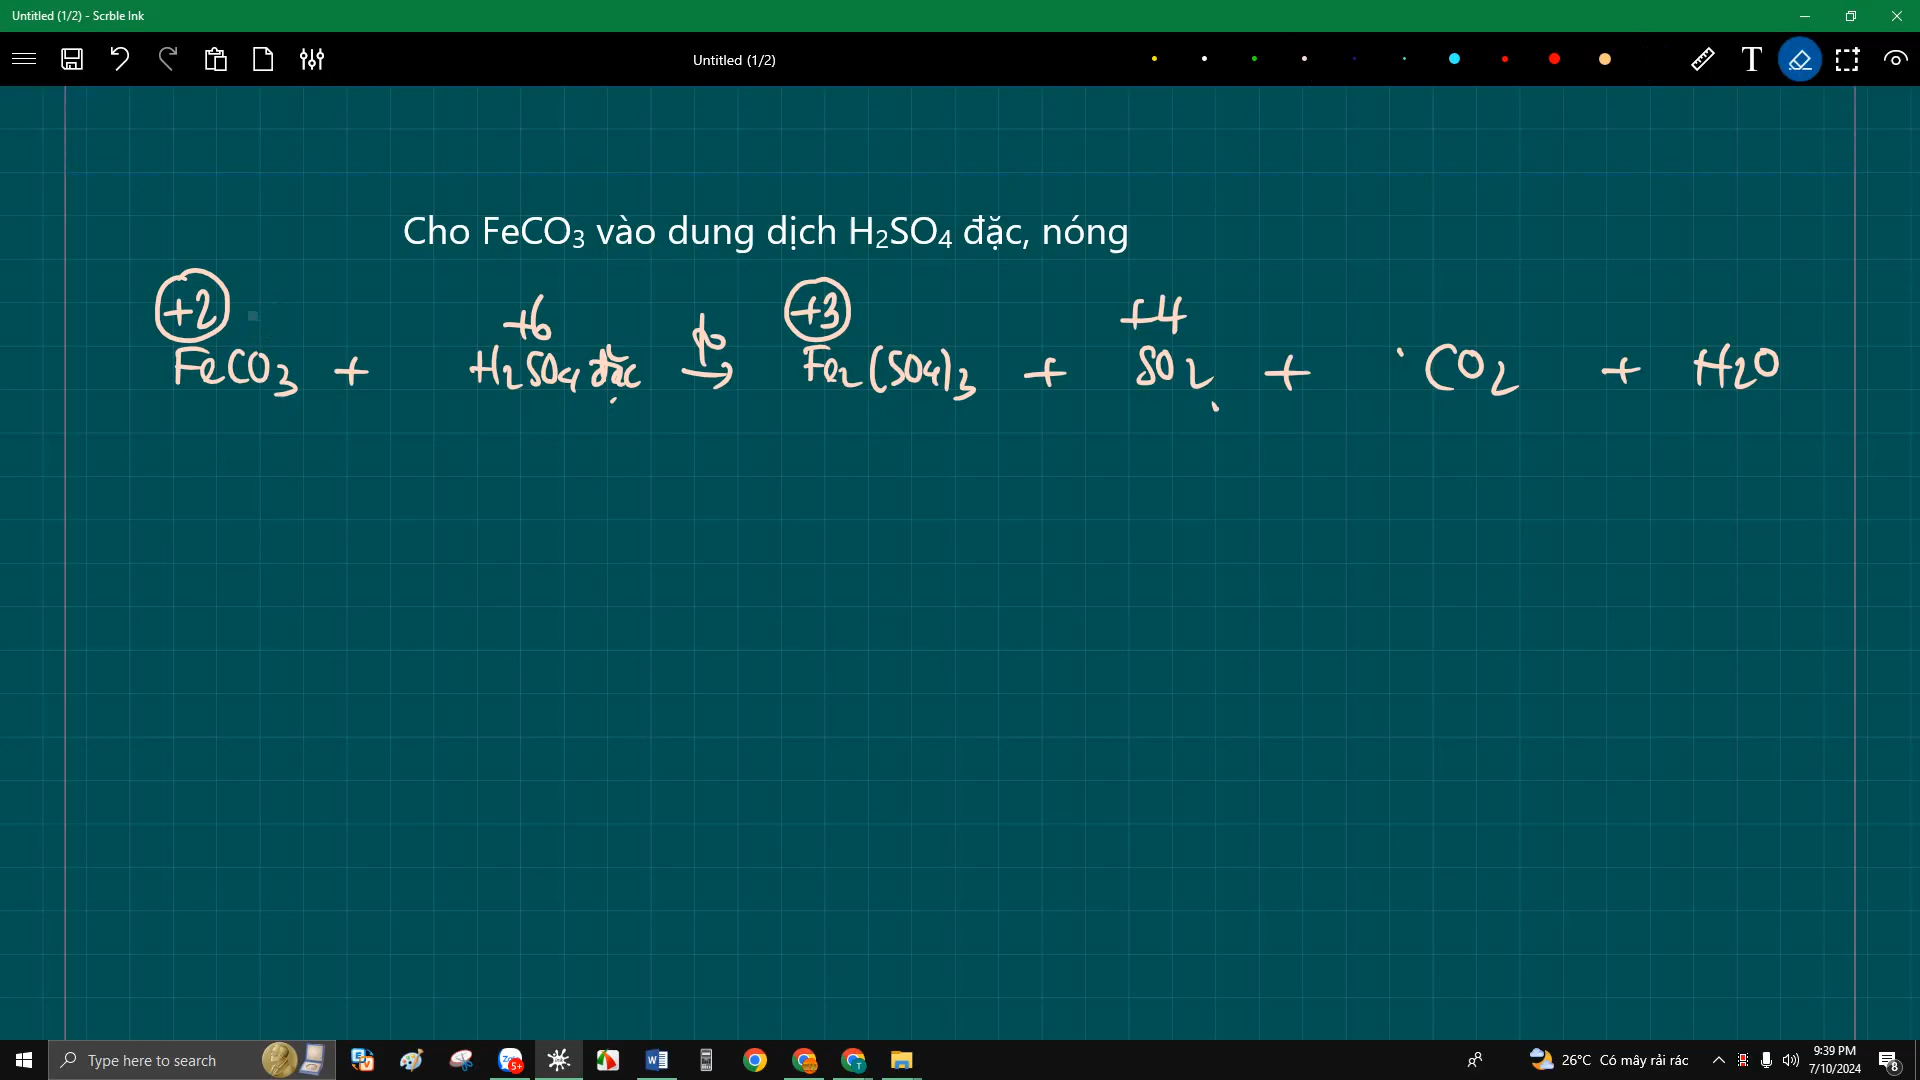 Untitled (1/2) - Scrble Ink
Untitled (1/2)
T
Cho FeCO₃ vào dung dịch H₂SO₄ đặc, nóng
+2 +6 +3 +4
FeCO₃ + H₂SO₄ đặc t° → Fe₂(SO₄)₃ + SO₂ + CO₂ + H₂O
Type here to search
26°C Có mây rải rác
9:39 PM
7/10/2024
8